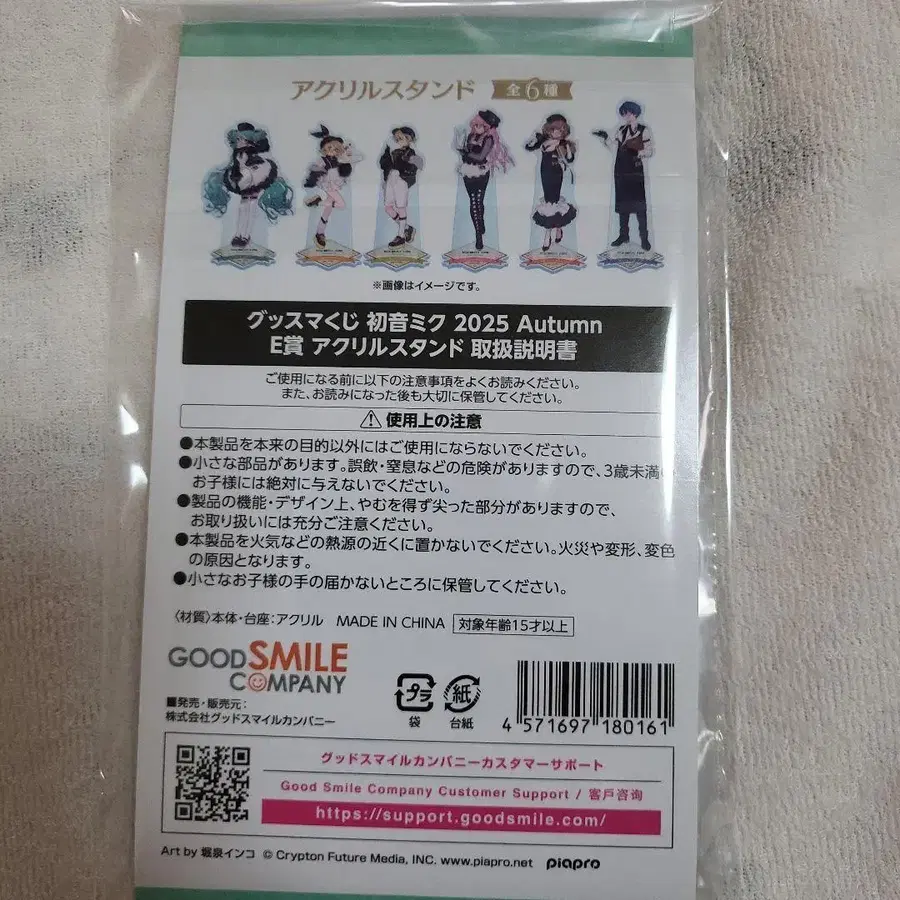 アクリルスタンド 全6種
※画像はイメージです。
グッスマくじ 初音ミク 2025 Autumn
E賞 アクリルスタンド 取扱説明書
ご使用になる前に以下の注意事項をよくお読みください。
また、お読みになった後も大切に保管してください。
使用上の注意
●本製品を本来の目的以外にはご使用にならないでください。
●小さな部品があります。誤飲・窒息などの危険がありますので、3歳未満の
お子様には絶対に与えないでください。
●製品の機能・デザイン上、やむを得ず尖った部分がありますので、
お取り扱いには充分ご注意ください。
●本製品を火気などの熱源の近くに置かないでください。火災や変形、変色
の原因となります。
●小さなお子様の手の届かないところに保管してください。
〈材質〉本体・台座:アクリル MADE IN CHINA 対象年齢15才以上
GOOD SMILE
COMPANY
■発売・販売元:
株式会社グッドスマイルカンパニー
プラ 紙
袋 台紙
4 571697 180161
グッドスマイルカンパニーカスタマーサポート
Good Smile Company Customer Support / 客戶咨询
https://support.goodsmile.com/
Art by 堀泉インコ © Crypton Future Media, INC. www.piapro.net piapro